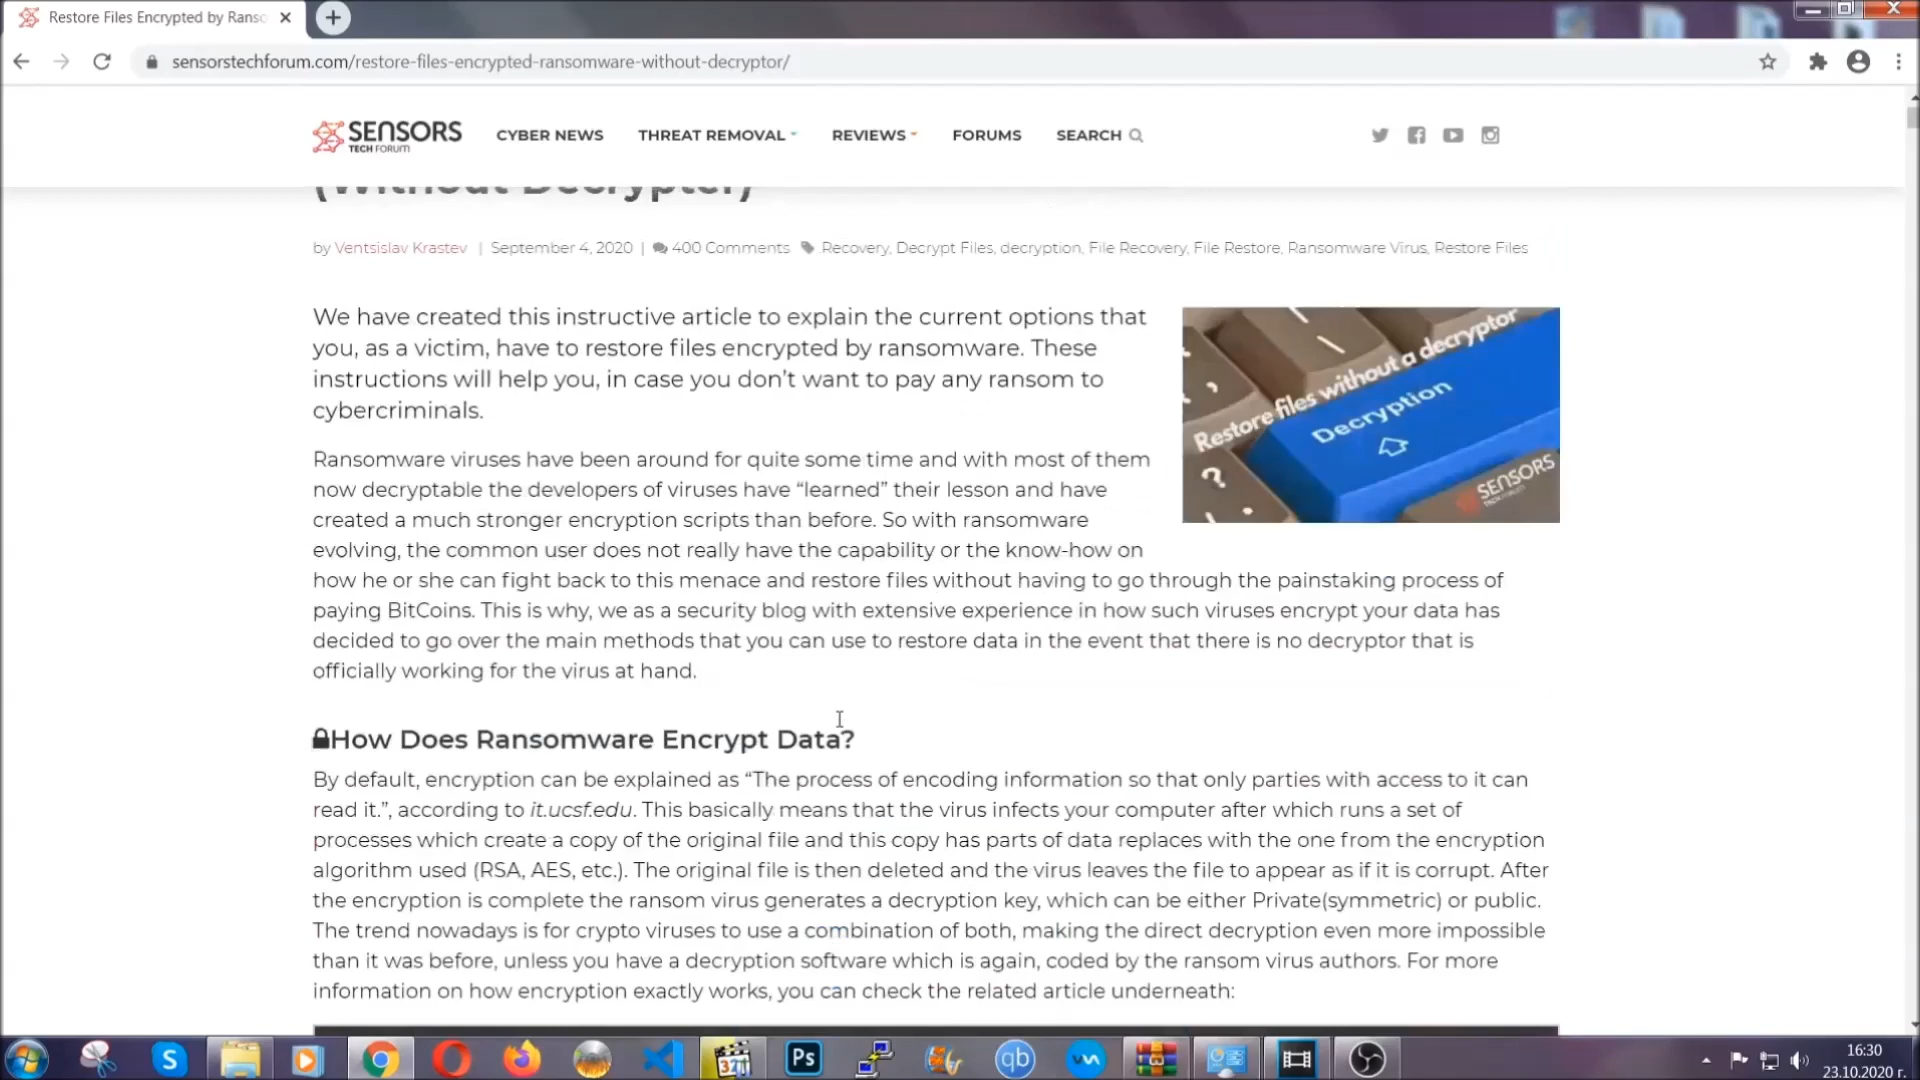 Restore Files Encrypted by Ranso
sensorstechforum.com/restore-files-encrypted-ransomware-without-decryptor/
SENSORS
TECH FORUM
CYBER NEWS THREAT REMOVAL REVIEWS FORUMS SEARCH
(Without Decrypter)
by Ventsislav Krastev | September 4, 2020 | 400 Comments Recovery, Decrypt Files, decryption, File Recovery, File Restore, Ransomware Virus, Restore Files
We have created this instructive article to explain the current options that
you, as a victim, have to restore files encrypted by ransomware. These
instructions will help you, in case you don’t want to pay any ransom to
cybercriminals.
Restore files without a decryptor
Decryption
SENSORS
Ransomware viruses have been around for quite some time and with most of them
now decryptable the developers of viruses have “learned” their lesson and have
created a much stronger encryption scripts than before. So with ransomware
evolving, the common user does not really have the capability or the know-how on
how he or she can fight back to this menace and restore files without having to go through the painstaking process of
paying BitCoins. This is why, we as a security blog with extensive experience in how such viruses encrypt your data has
decided to go over the main methods that you can use to restore data in the event that there is no decryptor that is
officially working for the virus at hand.
How Does Ransomware Encrypt Data?
By default, encryption can be explained as “The process of encoding information so that only parties with access to it can
read it.”, according to it.ucsf.edu. This basically means that the virus infects your computer after which runs a set of
processes which create a copy of the original file and this copy has parts of data replaces with the one from the encryption
algorithm used (RSA, AES, etc.). The original file is then deleted and the virus leaves the file to appear as if it is corrupt. After
the encryption is complete the ransom virus generates a decryption key, which can be either Private(symmetric) or public.
The trend nowadays is for crypto viruses to use a combination of both, making the direct decryption even more impossible
than it was before, unless you have a decryption software which is again, coded by the ransom virus authors. For more
information on how encryption exactly works, you can check the related article underneath:
S
321
Ps
qb
16:30
23.10.2020 г.